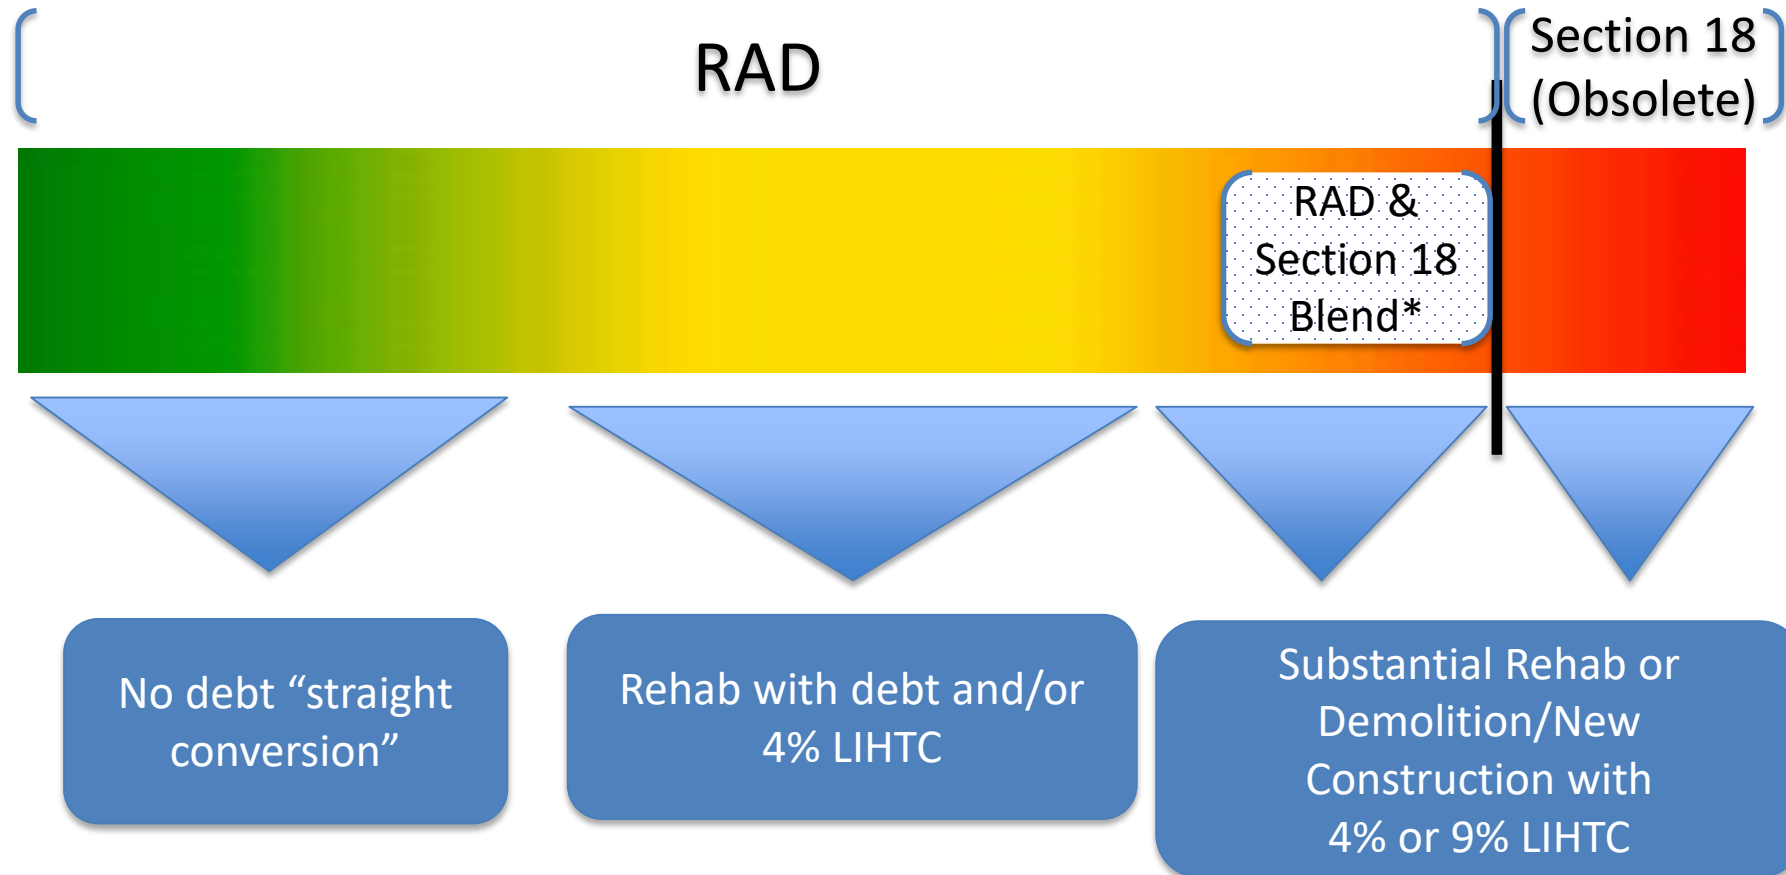 RAD
Section 18
(Obsolete)
RAD &
Section 18
Blend*
No debt “straight
conversion”
Rehab with debt and/or
4% LIHTC
Substantial Rehab or
Demolition/New
Construction with
4% or 9% LIHTC